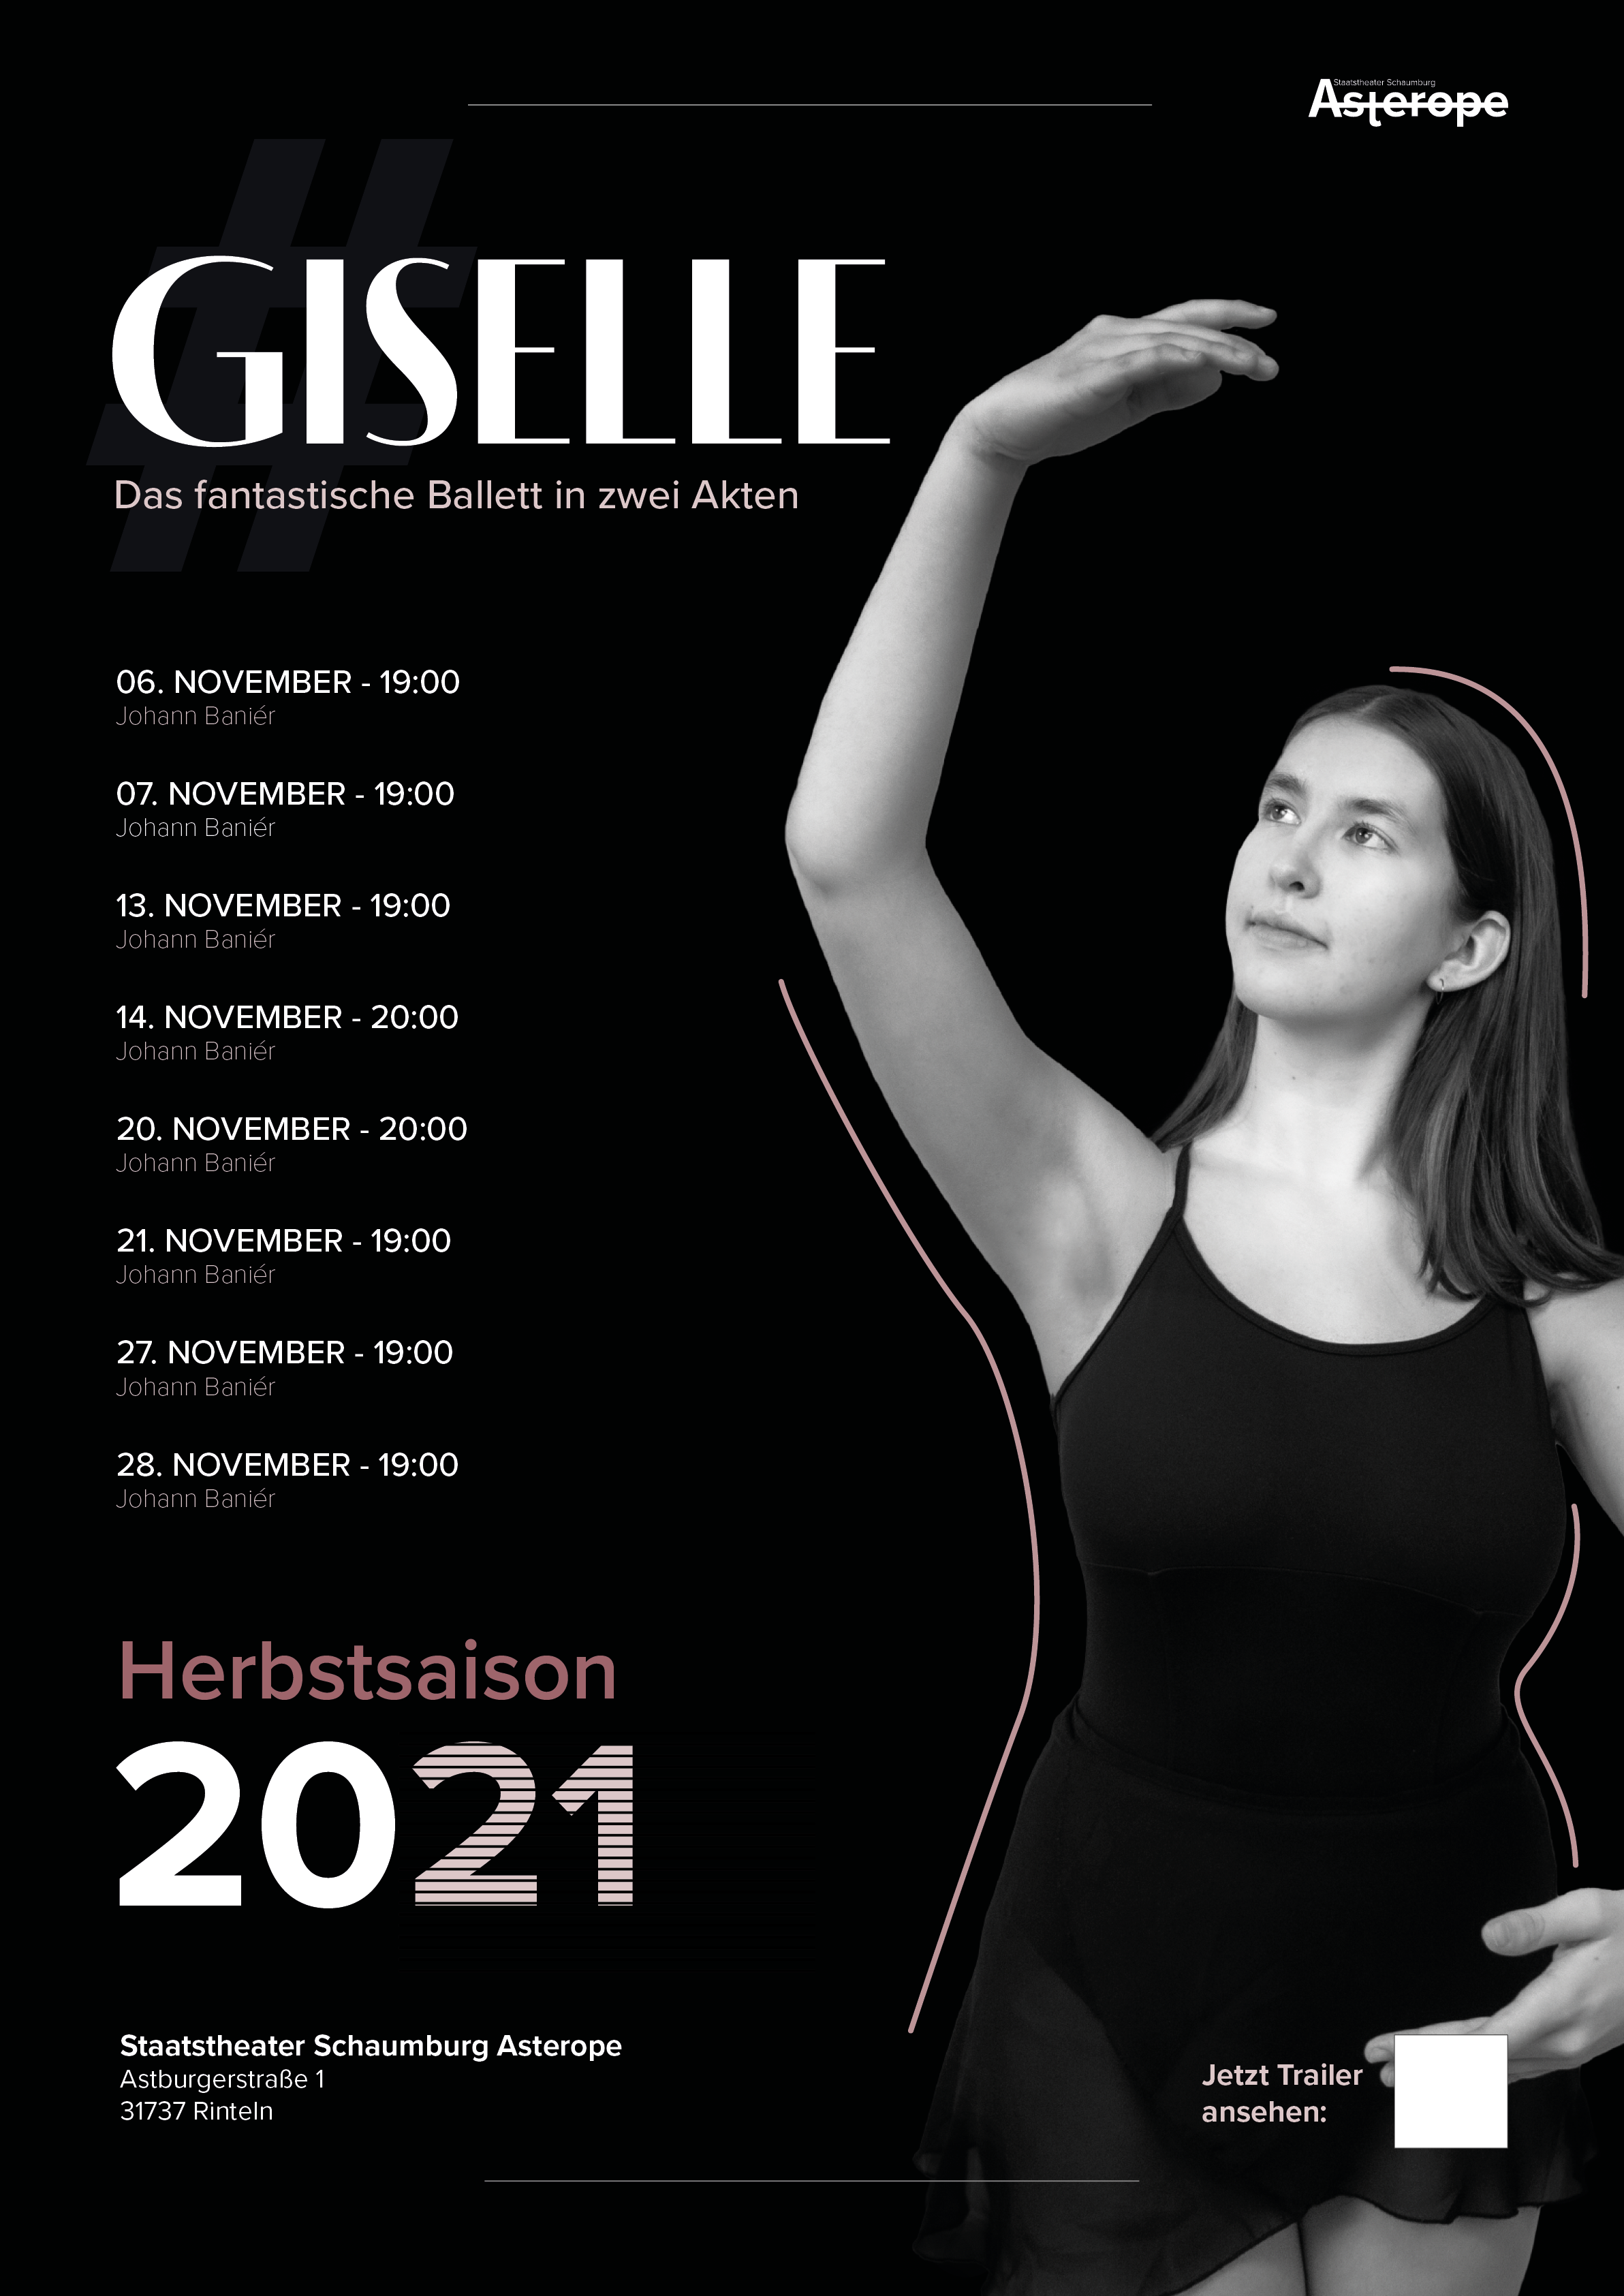 Staatstheater Schaumburg
Asterope
#
GISELLE
Das fantastische Ballett in zwei Akten
06. NOVEMBER - 19:00
Johann Baniér
07. NOVEMBER - 19:00
Johann Baniér
13. NOVEMBER - 19:00
Johann Baniér
14. NOVEMBER - 20:00
Johann Baniér
20. NOVEMBER - 20:00
Johann Baniér
21. NOVEMBER - 19:00
Johann Baniér
27. NOVEMBER - 19:00
Johann Baniér
28. NOVEMBER - 19:00
Johann Baniér
Herbstsaison
2021
Staatstheater Schaumburg Asterope
Astburgerstraße 1
31737 Rinteln
Jetzt Trailer
ansehen: